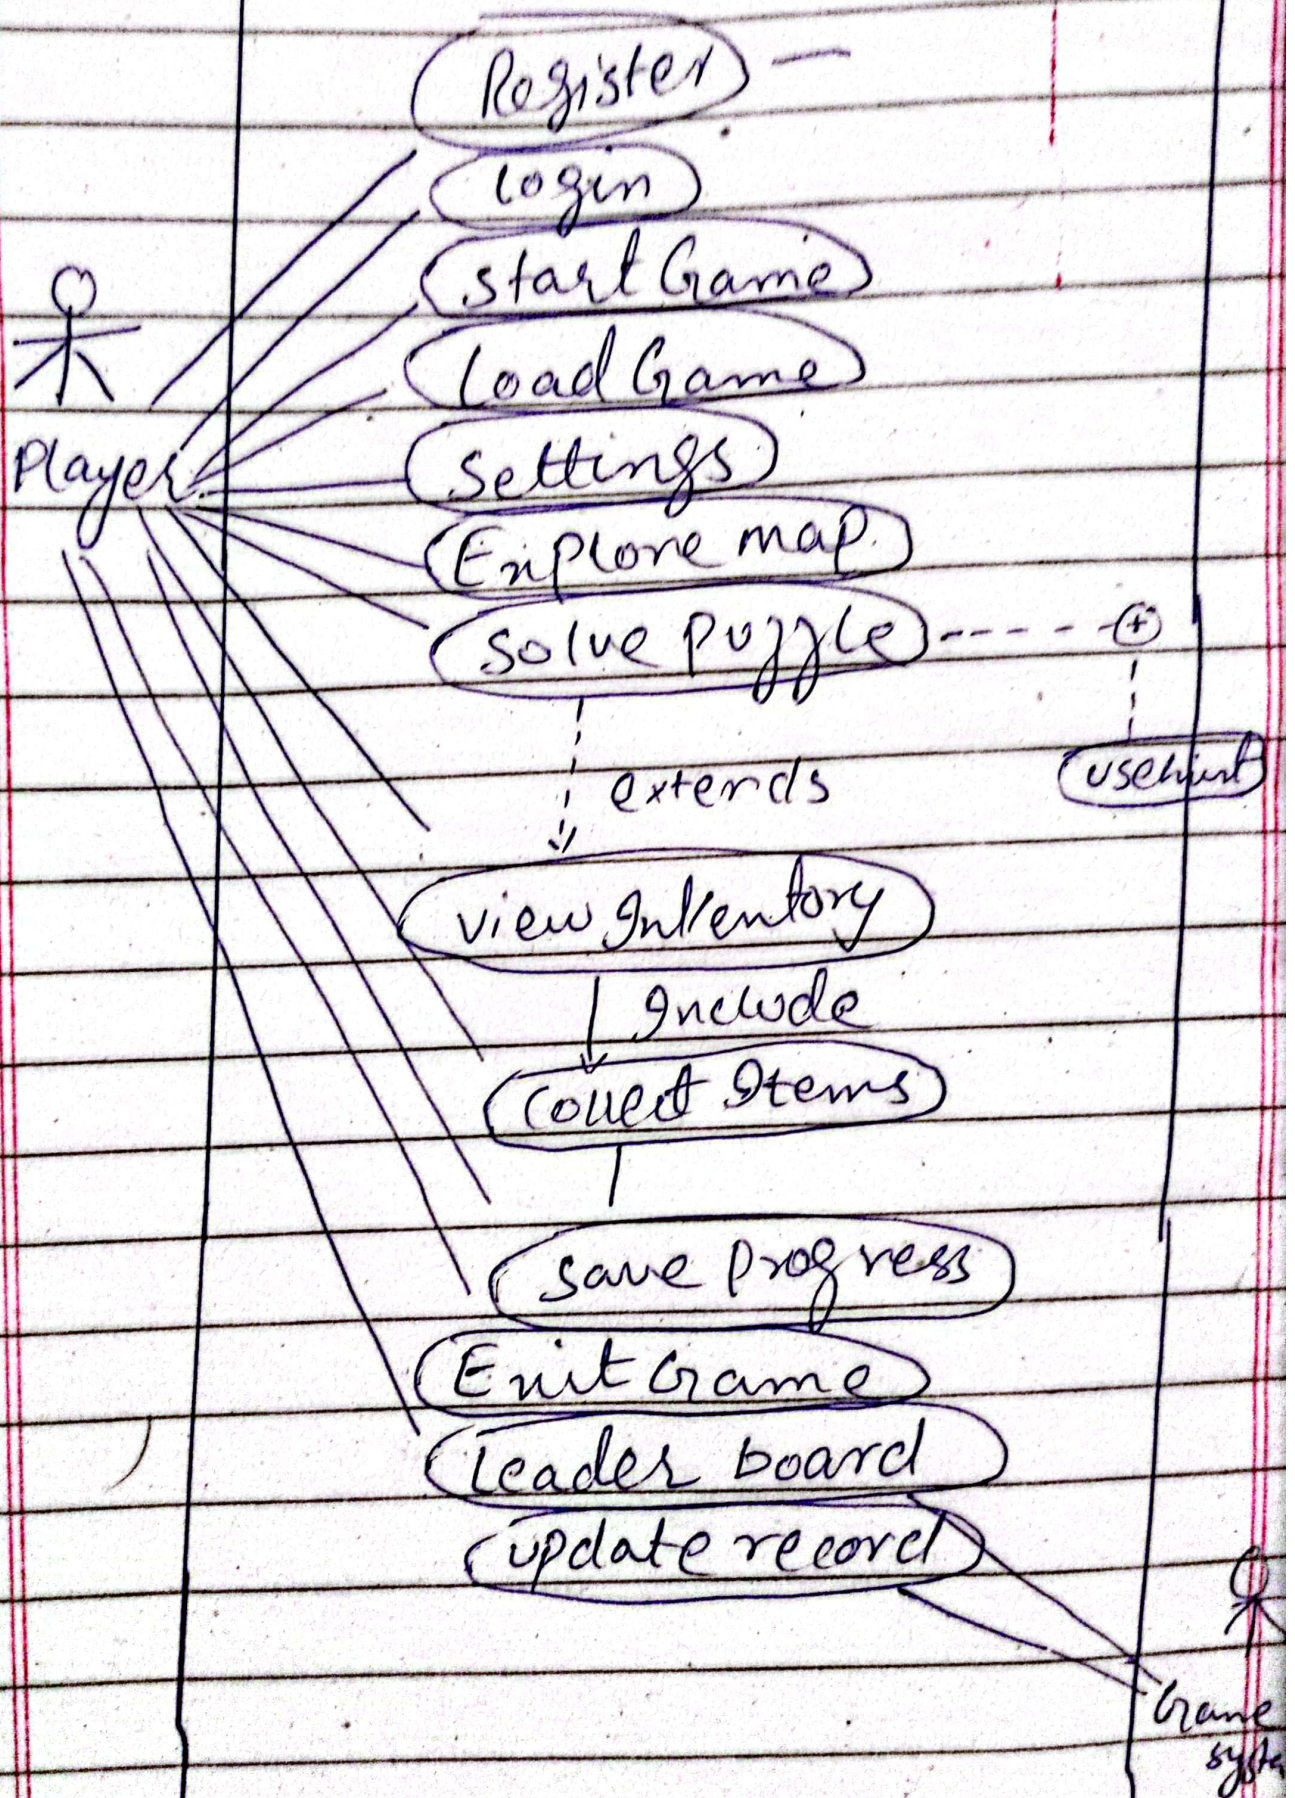 Register
Login
start Game
Load Game
Settings
Player
Explore map
solve puzzle
+
usehint
extends
view Inventory
Include
Collect Items
save progress
Exit Game
Leader board
update record
Game